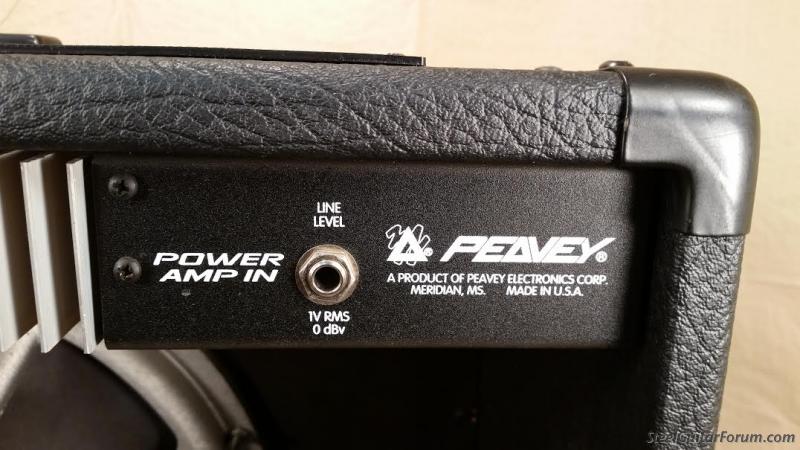 LINE
LEVEL
POWER
AMP IN
1V RMS
0 dBv
® PEAVEY®
A PRODUCT OF PEAVEY ELECTRONICS CORP.
MERIDIAN, MS. MADE IN U.S.A.
SteelGuitarForum.com